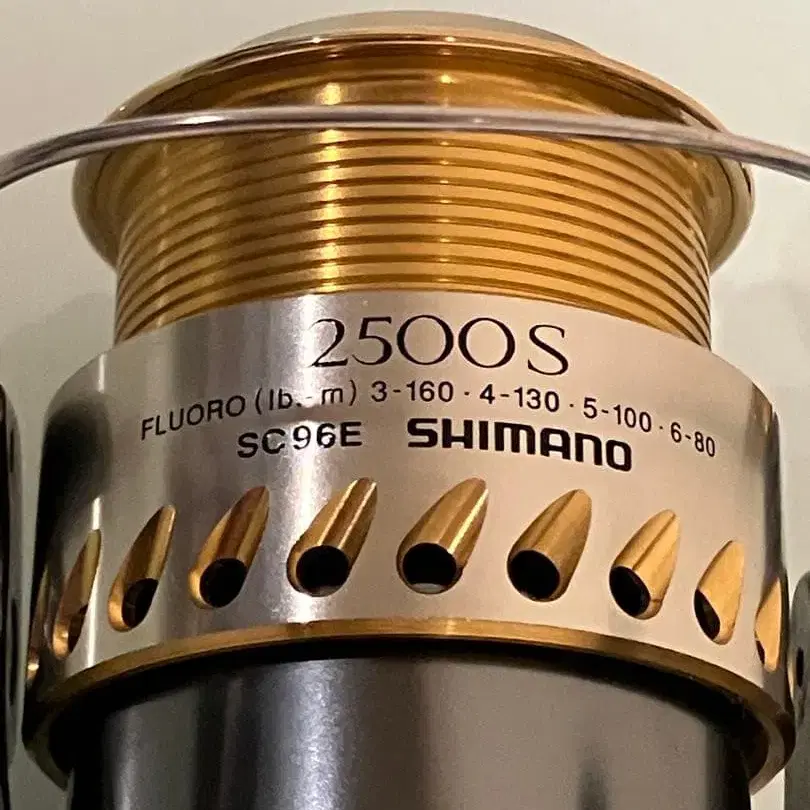 2500S
FLUORO (lb.-m) 3-160・4-130・5-100・6-80
SC96E SHIMANO